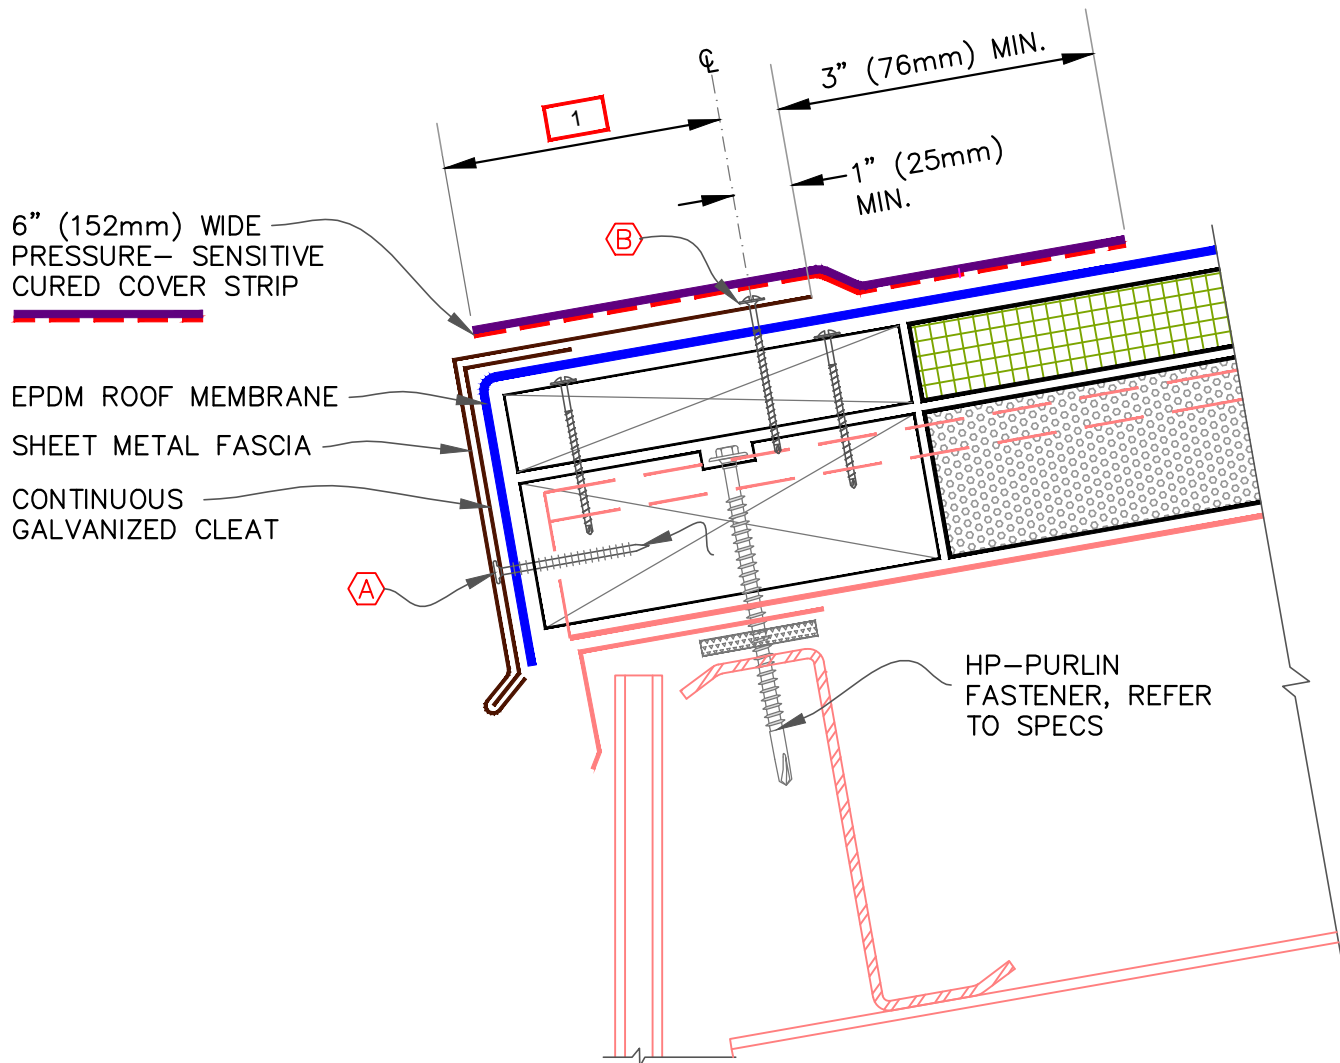 ℄
3” (76mm) MIN.
1
1” (25mm)
MIN.
6” (152mm) WIDE
PRESSURE– SENSITIVE
CURED COVER STRIP
B
EPDM ROOF MEMBRANE
SHEET METAL FASCIA
CONTINUOUS
GALVANIZED CLEAT
A
HP–PURLIN
FASTENER, REFER
TO SPECS